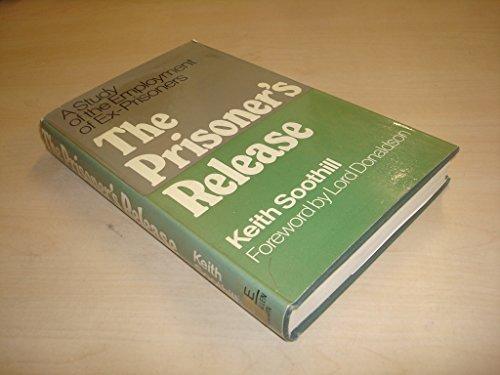 A Study
of the Employment
of Ex-Prisoners
The
Prisoner's
Release
Keith Soothill
Foreword by Lord Donaldson
The Prisoner's Release
Keith